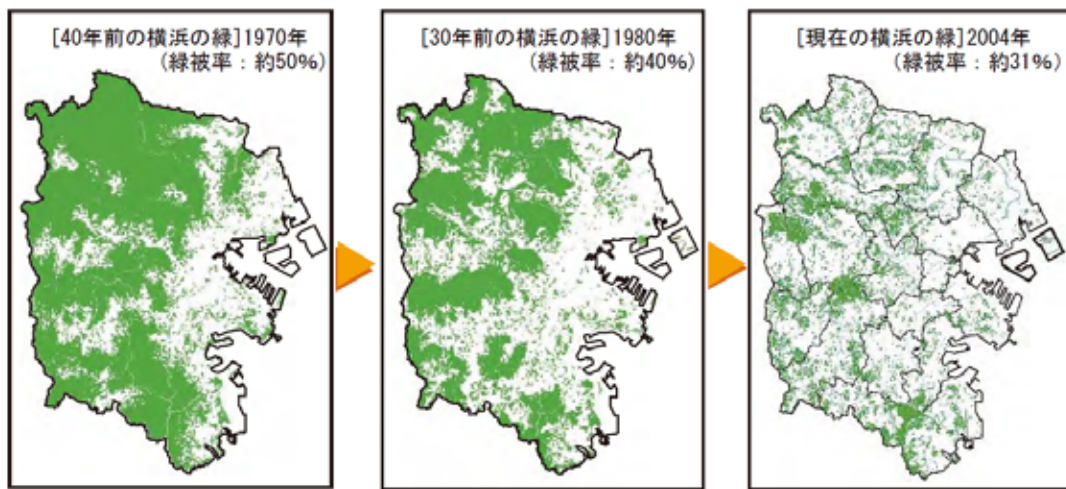 [40年前の横浜の緑]1970年
(緑被率：約50%)
[30年前の横浜の緑]1980年
(緑被率：約40%)
[現在の横浜の緑]2004年
(緑被率：約31%)